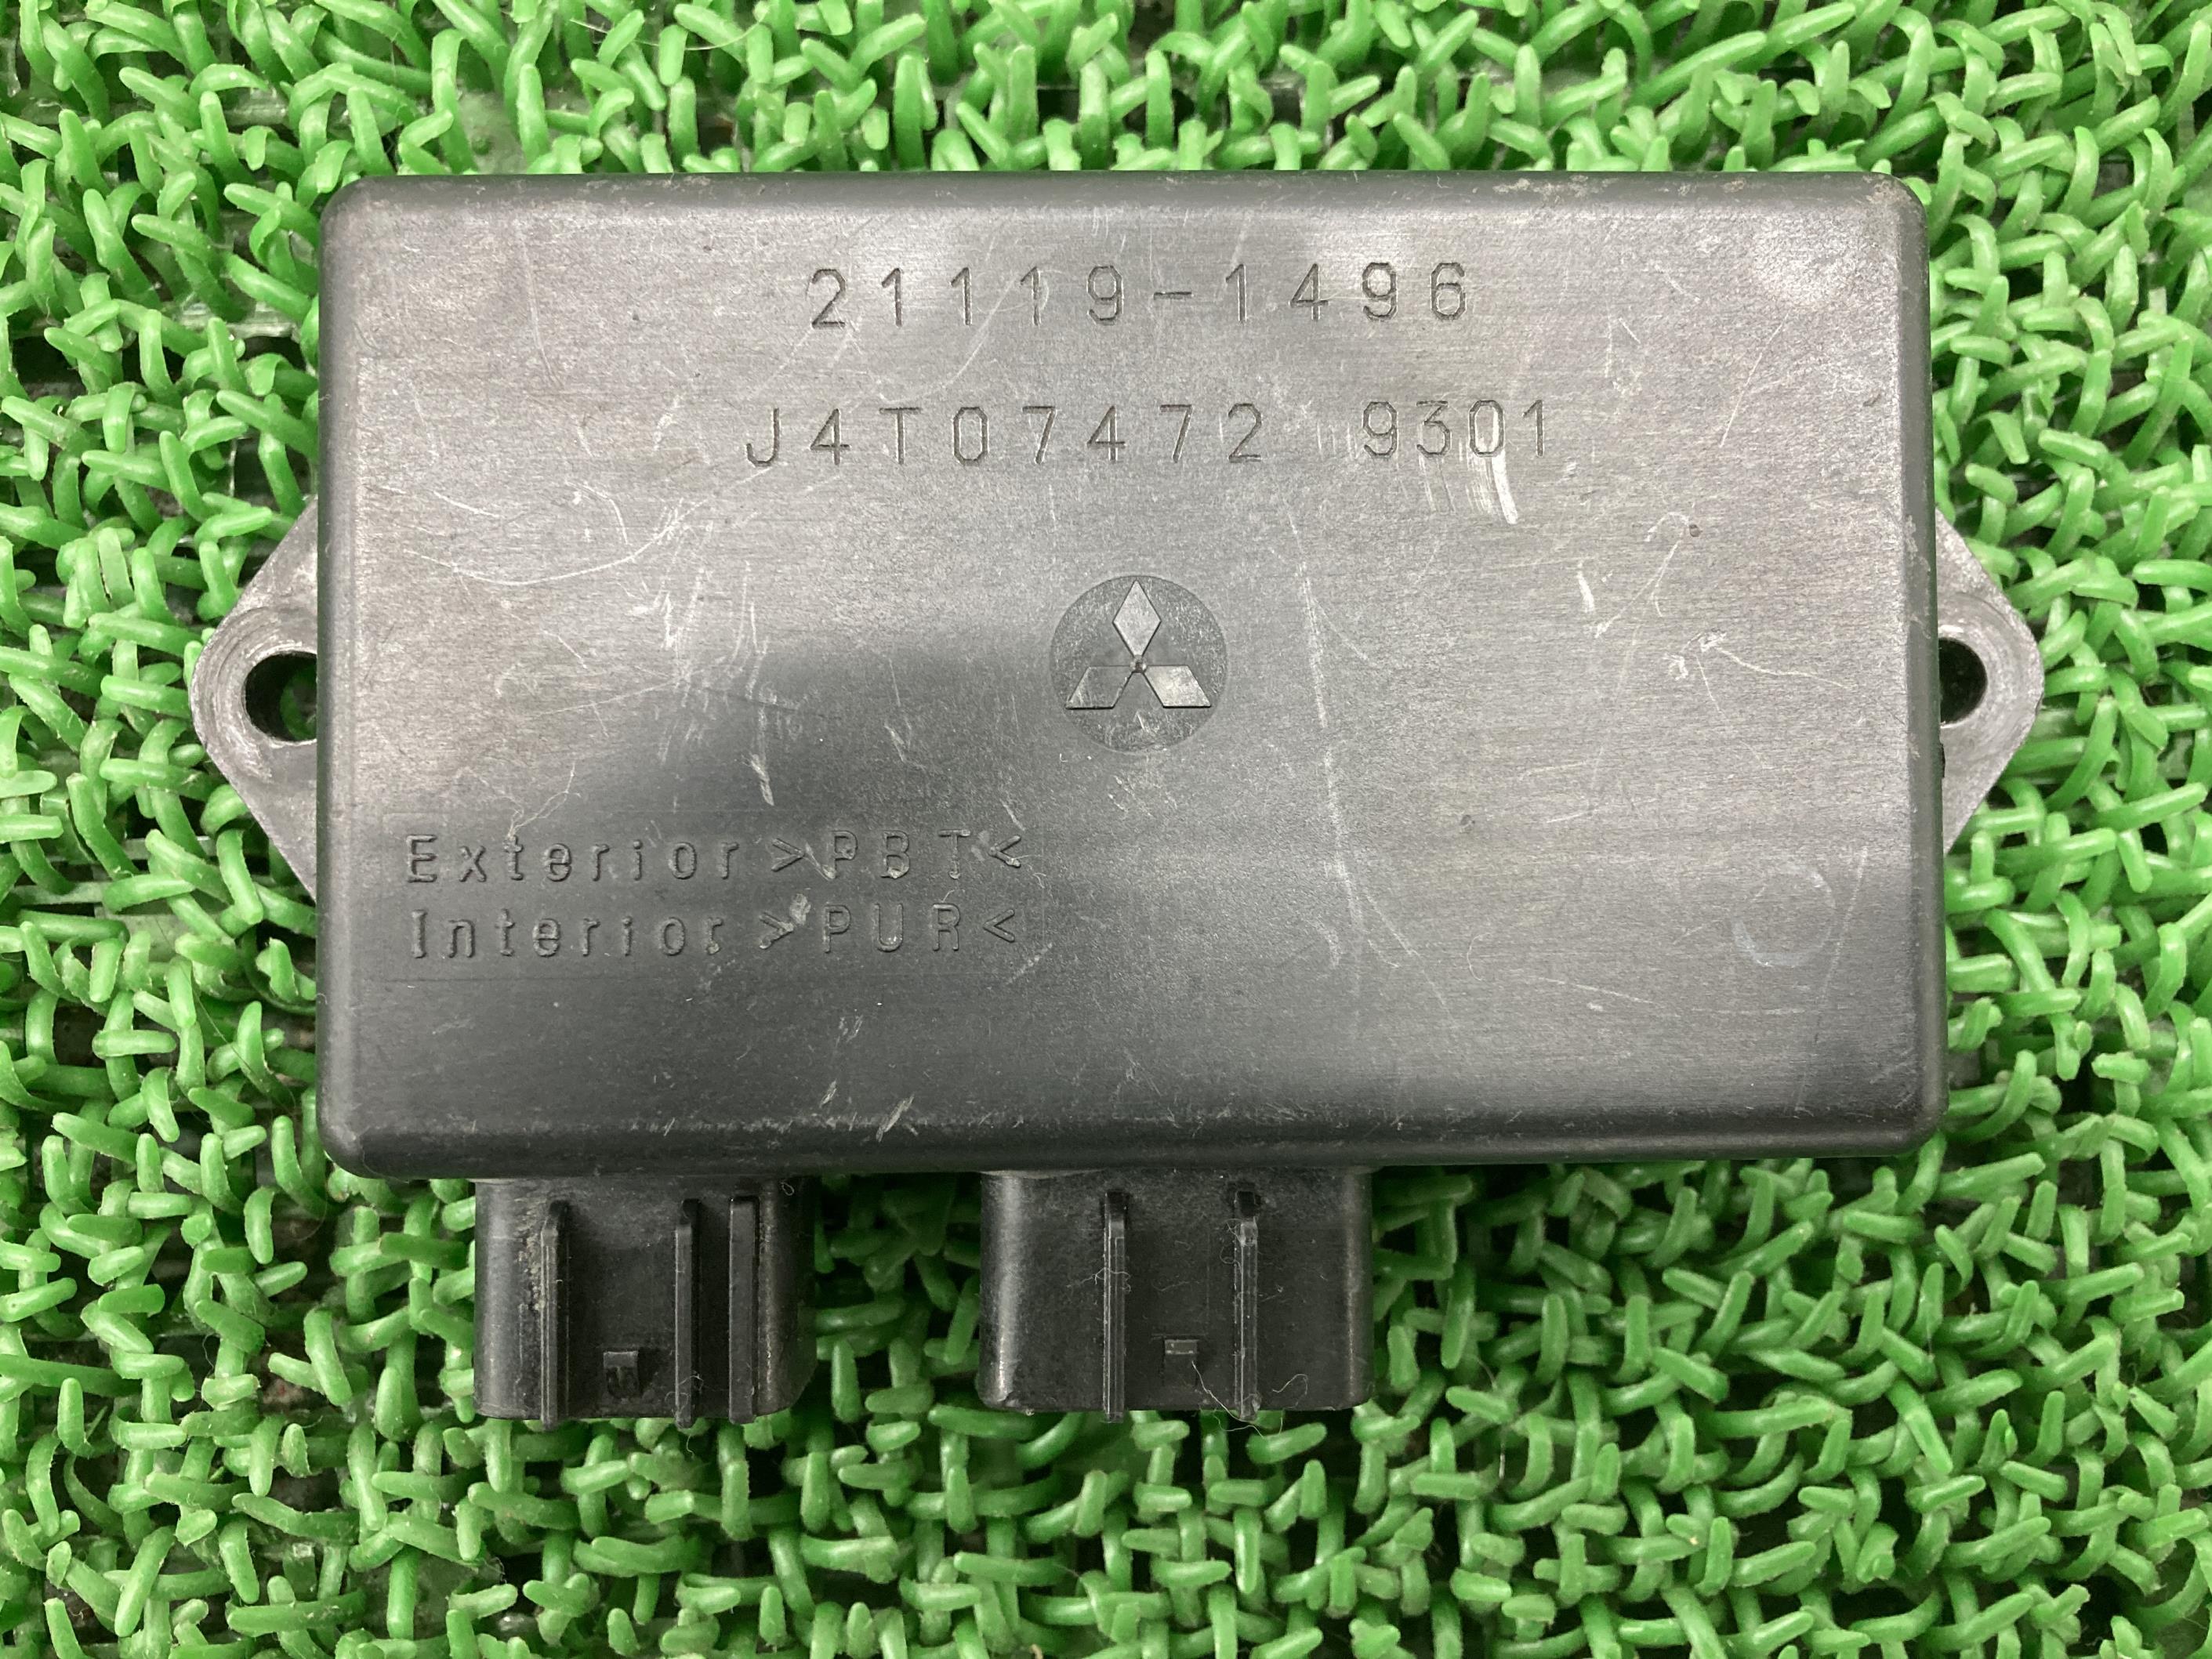 21119-1496
J4T07472 9301
Exterior >PBT<
Interior >PUR<